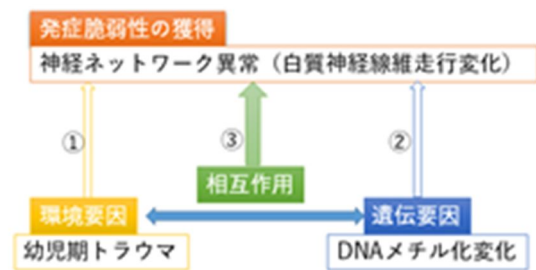 発症脆弱性の獲得
神経ネットワーク異常（白質神経線維走行変化）
①
③
②
相互作用
環境要因
遺伝要因
幼児期トラウマ
DNAメチル化変化